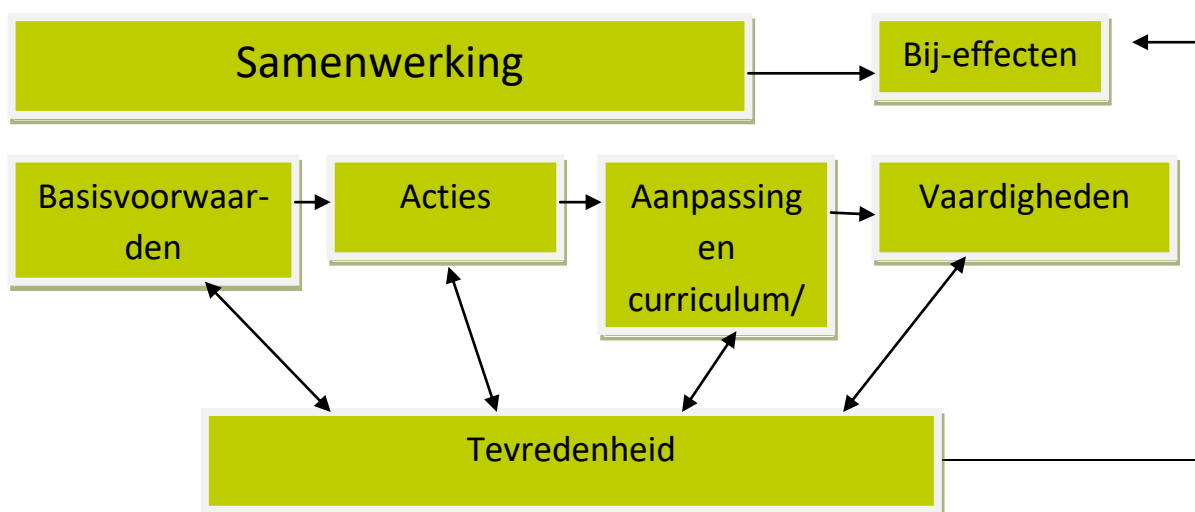 Samenwerking
Bij-effecten
Basisvoorwaar-
den
Acties
Aanpassing
en
curriculum/
Vaardigheden
Tevredenheid